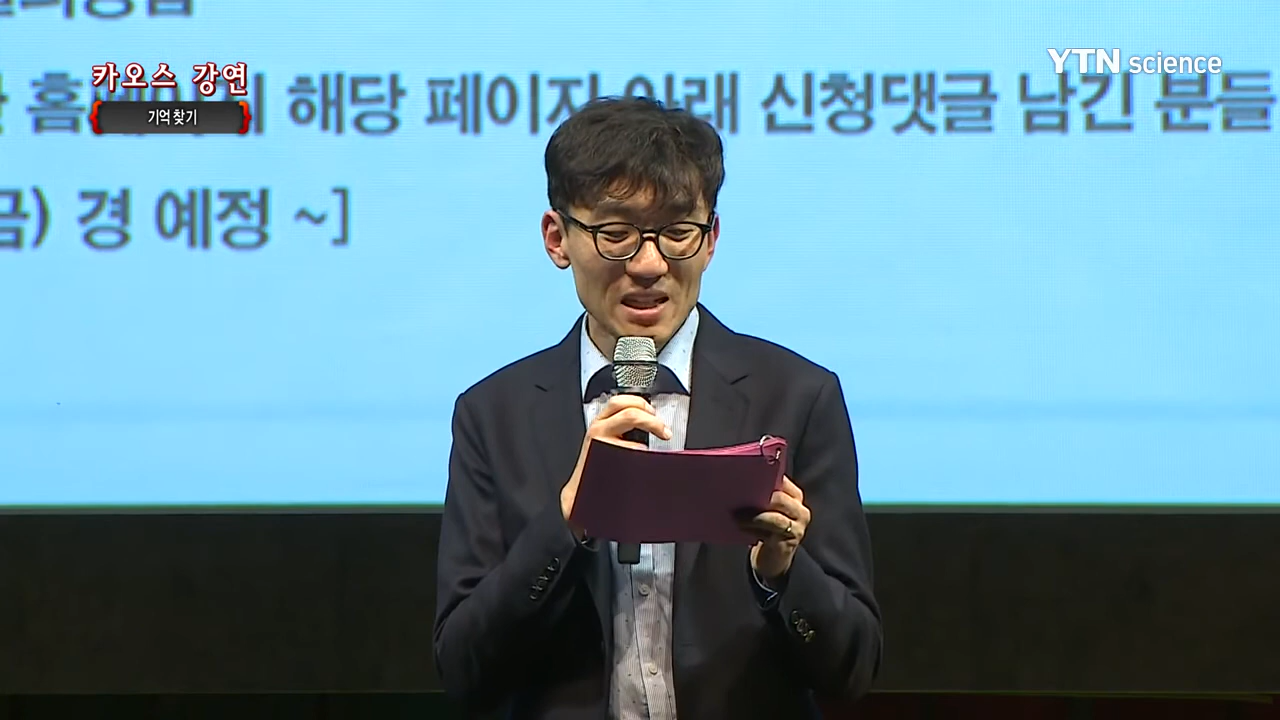 YTN science
카오스 강연
기억 찾기
해당 페이지 아래 신청댓글 남긴 분들
금) 경 예정 ~]